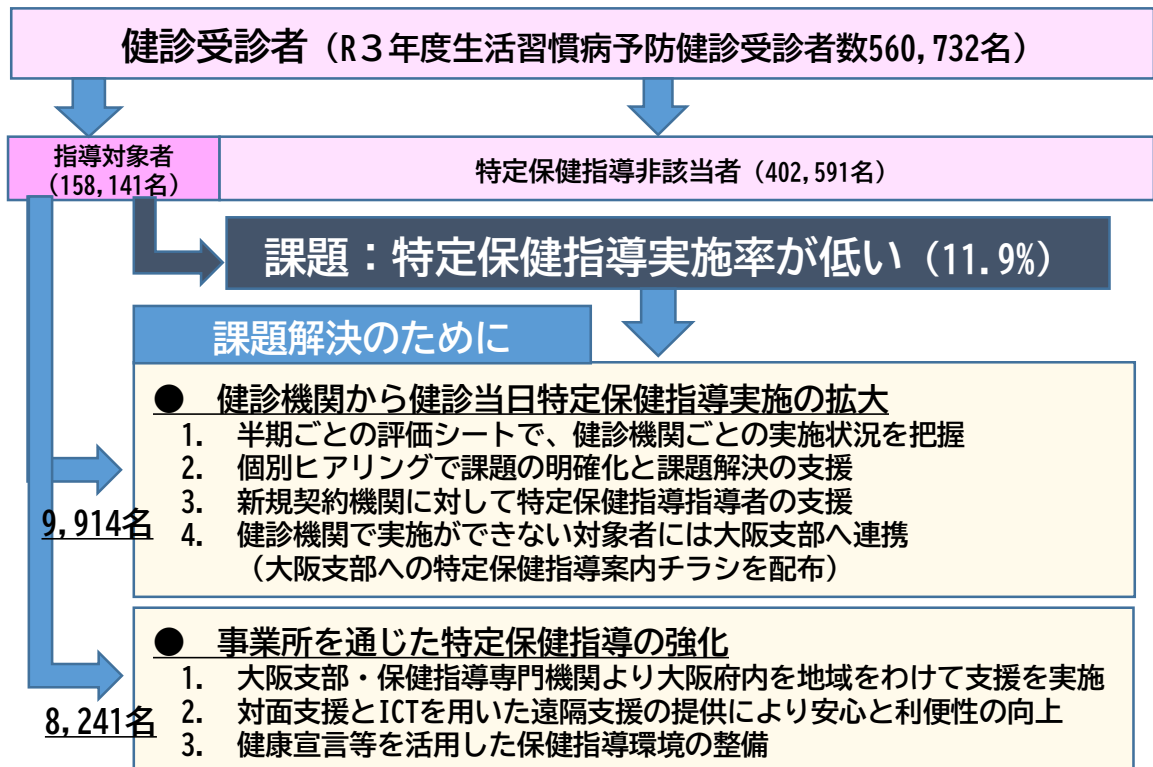 健診受診者（R３年度生活習慣病予防健診受診者数560,732名）
指導対象者
（158,141名）
特定保健指導非該当者（402,591名）
課題：特定保健指導実施率が低い（11.9%）
課題解決のために
● 健診機関から健診当日特定保健指導実施の拡大
1. 半期ごとの評価シートで、健診機関ごとの実施状況を把握
2. 個別ヒアリングで課題の明確化と課題解決の支援
3. 新規契約機関に対して特定保健指導指導者の支援
4. 健診機関で実施ができない対象者には大阪支部へ連携
（大阪支部への特定保健指導案内チラシを配布）
9,914名
● 事業所を通じた特定保健指導の強化
1. 大阪支部・保健指導専門機関より大阪府内を地域をわけて支援を実施
2. 対面支援とICTを用いた遠隔支援の提供により安心と利便性の向上
3. 健康宣言等を活用した保健指導環境の整備
8,241名